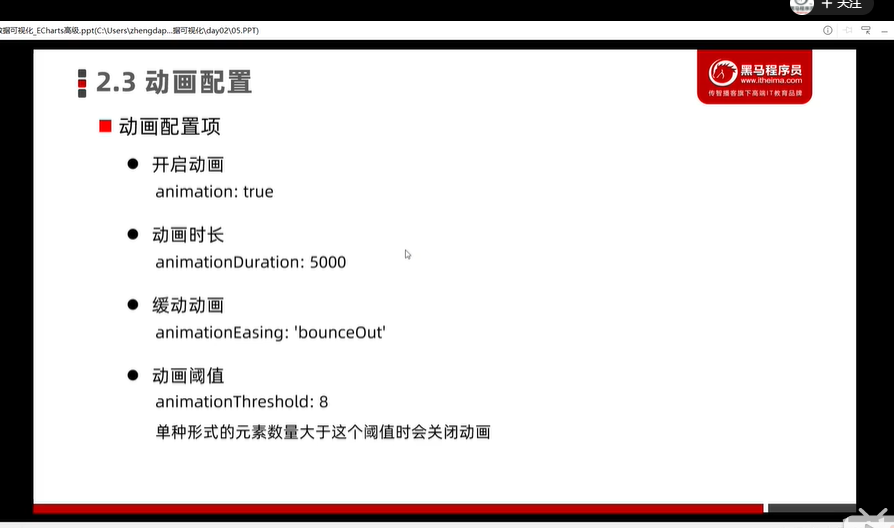 + 关注
据可视化_ECharts高级.ppt(C:\Users\zhengdap...据可视化\day02\05.PPT)
2.3 动画配置
黑马程序员
www.itheima.com
传智播客旗下高端IT教育品牌
动画配置项
开启动画
animation: true
动画时长
animationDuration: 5000
缓动动画
animationEasing: 'bounceOut'
动画阈值
animationThreshold: 8
单种形式的元素数量大于这个阈值时会关闭动画